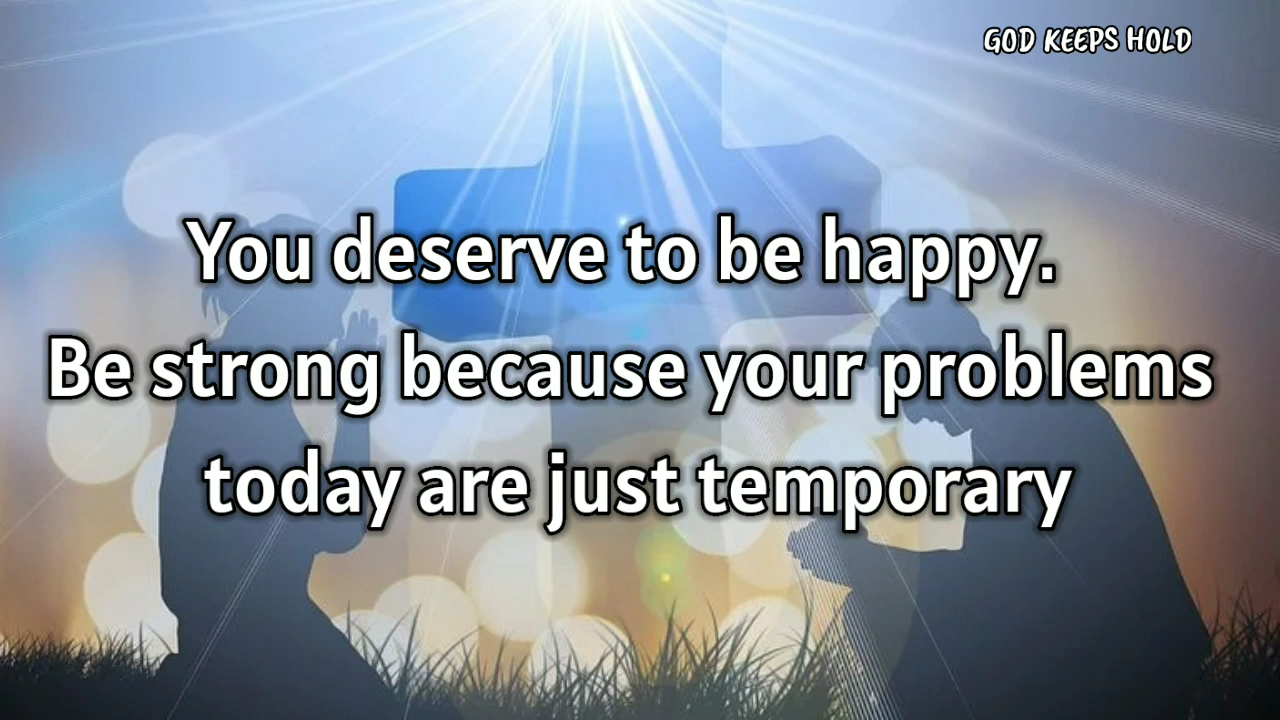 GOD KEEPS HOLD
You deserve to be happy.
Be strong because your problems
today are just temporary